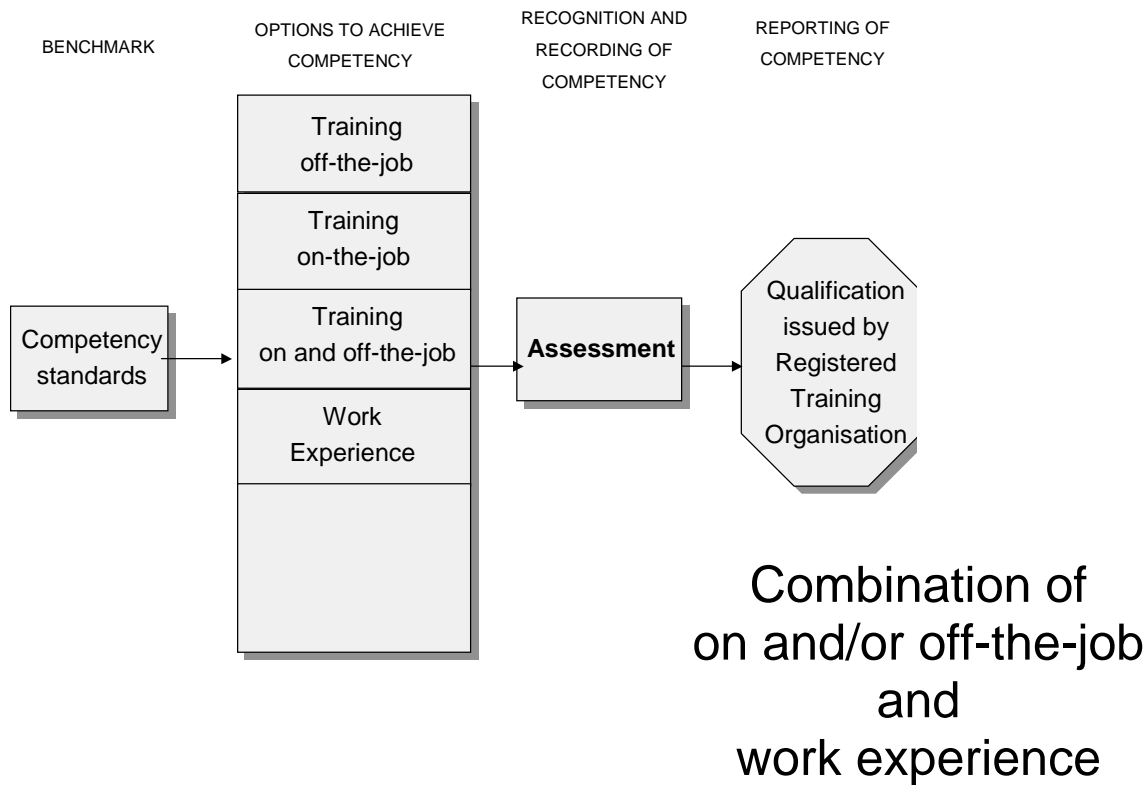 BENCHMARK
OPTIONS TO ACHIEVE
COMPETENCY
RECOGNITION AND
RECORDING OF
COMPETENCY
REPORTING OF
COMPETENCY
Competency
standards
Training
off-the-job
Training
on-the-job
Training
on and off-the-job
Work
Experience
Assessment
Qualification
issued by
Registered
Training
Organisation
Combination of
on and/or off-the-job
and
work experience